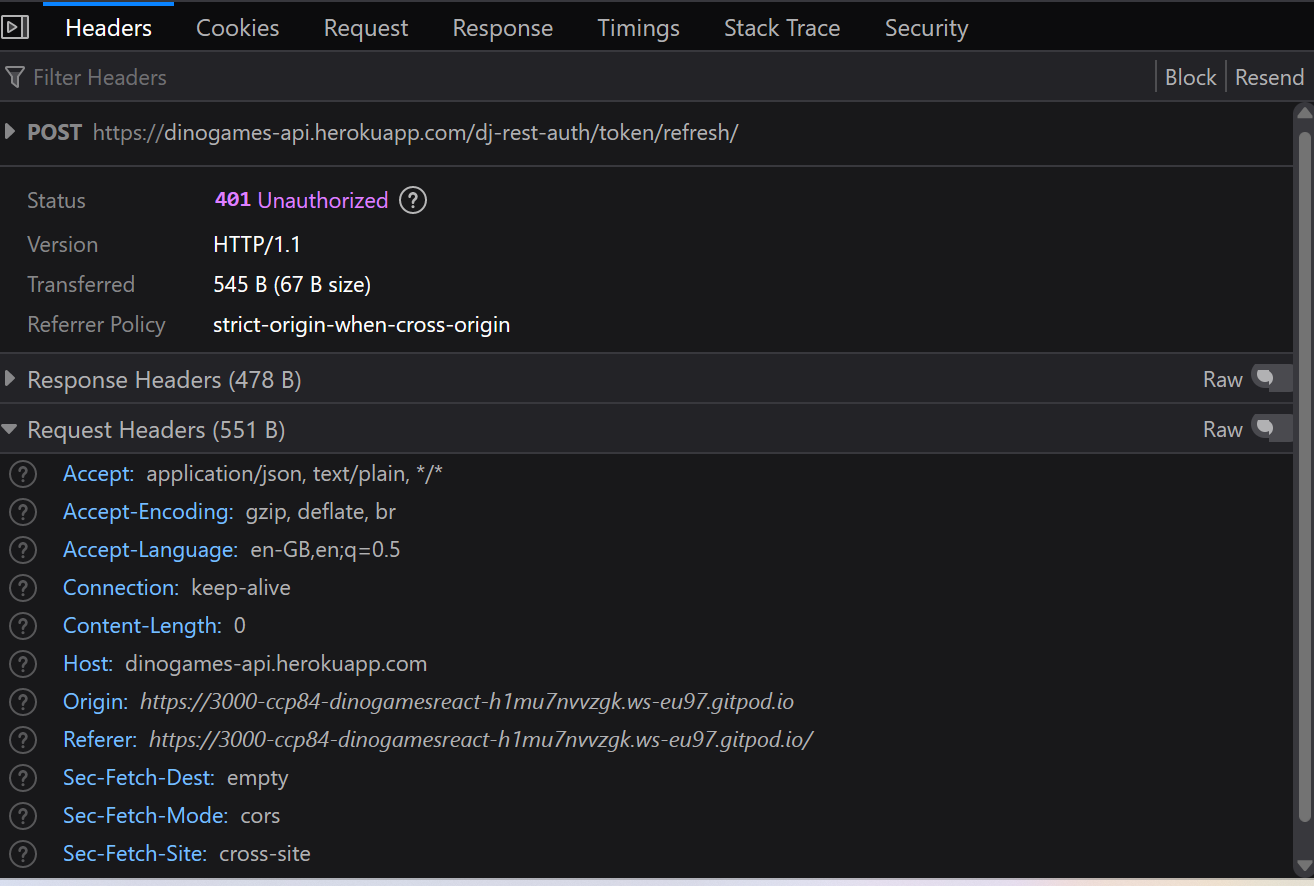 Headers Cookies Request Response Timings Stack Trace Security
Filter Headers Block Resend
POST https://dinogames-api.herokuapp.com/dj-rest-auth/token/refresh/
Status 401 Unauthorized ?
Version HTTP/1.1
Transferred 545 B (67 B size)
Referrer Policy strict-origin-when-cross-origin
Response Headers (478 B) Raw
Request Headers (551 B) Raw
? Accept: application/json, text/plain, */*
? Accept-Encoding: gzip, deflate, br
? Accept-Language: en-GB,en;q=0.5
? Connection: keep-alive
? Content-Length: 0
? Host: dinogames-api.herokuapp.com
? Origin: https://3000-ccp84-dinogamesreact-h1mu7nvvzgk.ws-eu97.gitpod.io
? Referer: https://3000-ccp84-dinogamesreact-h1mu7nvvzgk.ws-eu97.gitpod.io/
? Sec-Fetch-Dest: empty
? Sec-Fetch-Mode: cors
? Sec-Fetch-Site: cross-site